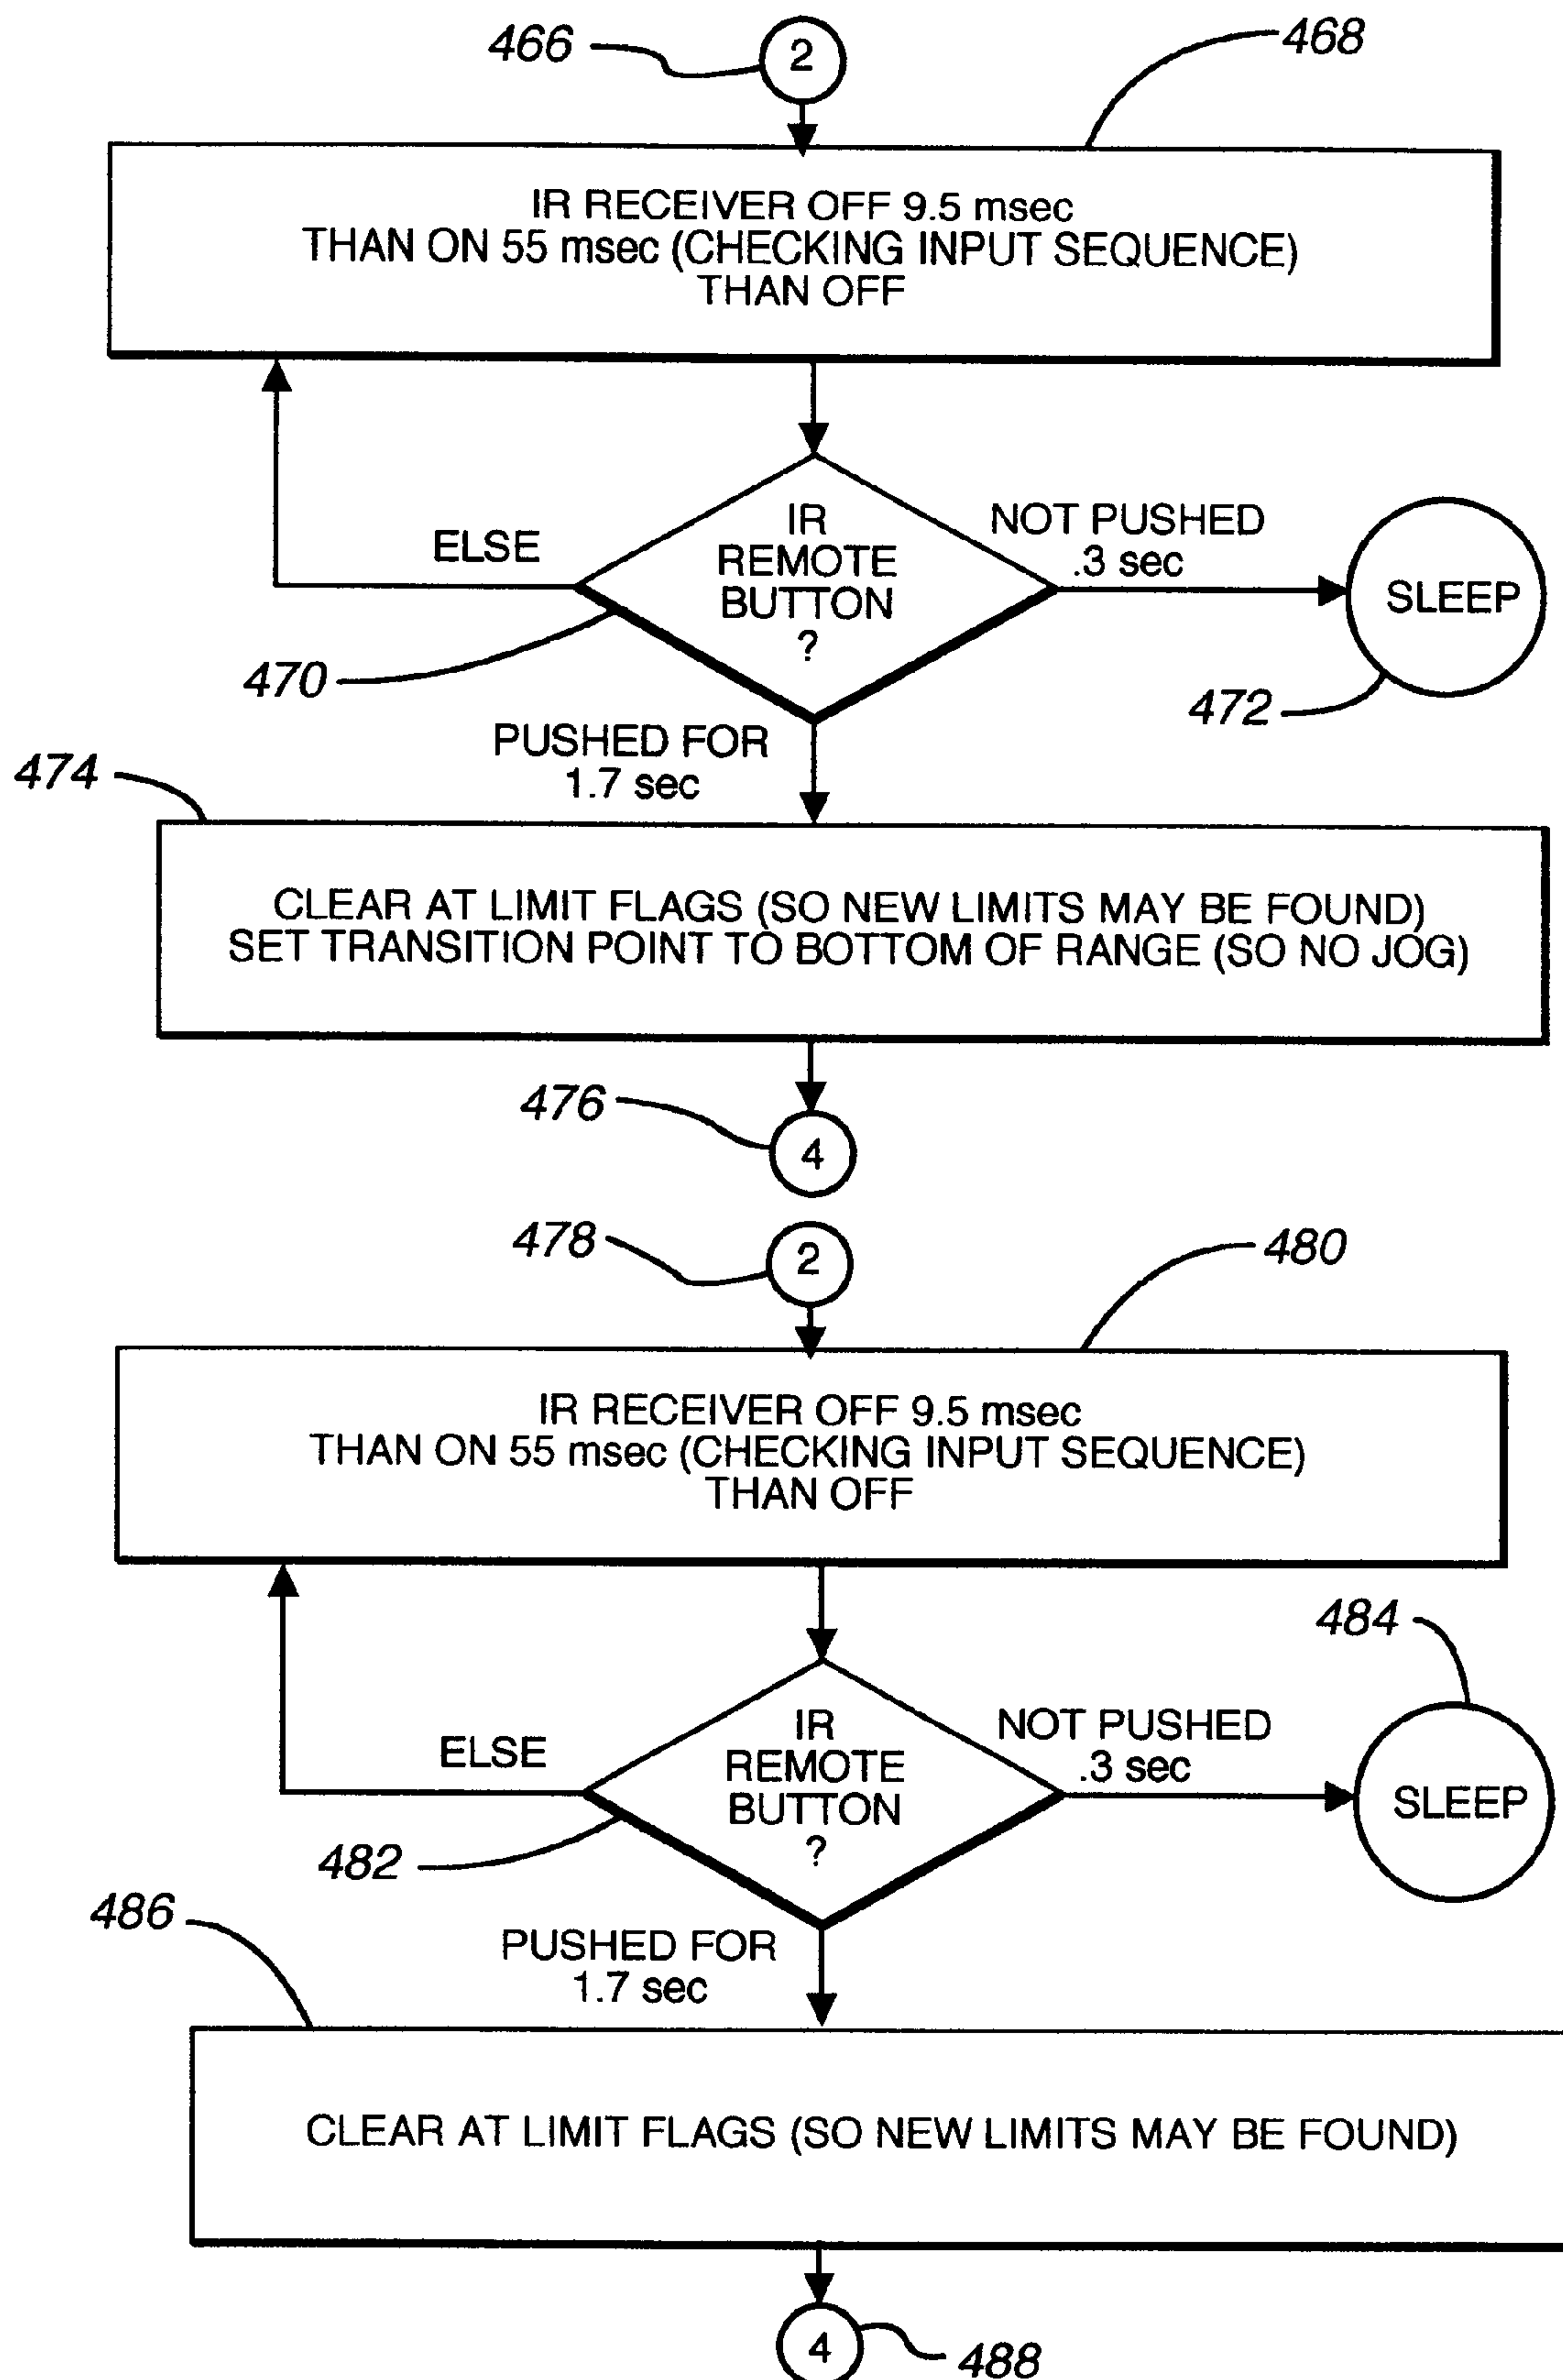 466
2
468
IR RECEIVER OFF 9.5 msec
THAN ON 55 msec (CHECKING INPUT SEQUENCE)
THAN OFF
ELSE
IR
REMOTE
BUTTON
?
NOT PUSHED
.3 sec
SLEEP
470
472
PUSHED FOR
1.7 sec
474
CLEAR AT LIMIT FLAGS (SO NEW LIMITS MAY BE FOUND)
SET TRANSITION POINT TO BOTTOM OF RANGE (SO NO JOG)
476
4
478
2
480
IR RECEIVER OFF 9.5 msec
THAN ON 55 msec (CHECKING INPUT SEQUENCE)
THAN OFF
484
ELSE
IR
REMOTE
BUTTON
?
NOT PUSHED
.3 sec
SLEEP
482
486
PUSHED FOR
1.7 sec
CLEAR AT LIMIT FLAGS (SO NEW LIMITS MAY BE FOUND)
4
488